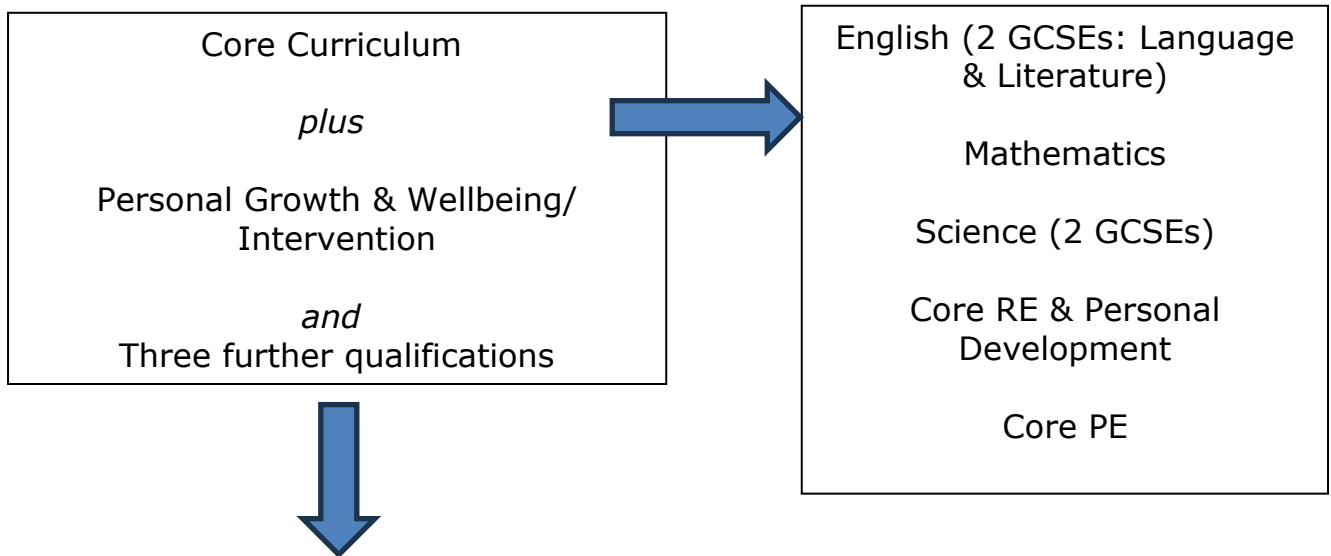 Core Curriculum
plus
Personal Growth & Wellbeing/
Intervention
and
Three further qualifications
English (2 GCSEs: Language
& Literature)
Mathematics
Science (2 GCSEs)
Core RE & Personal
Development
Core PE